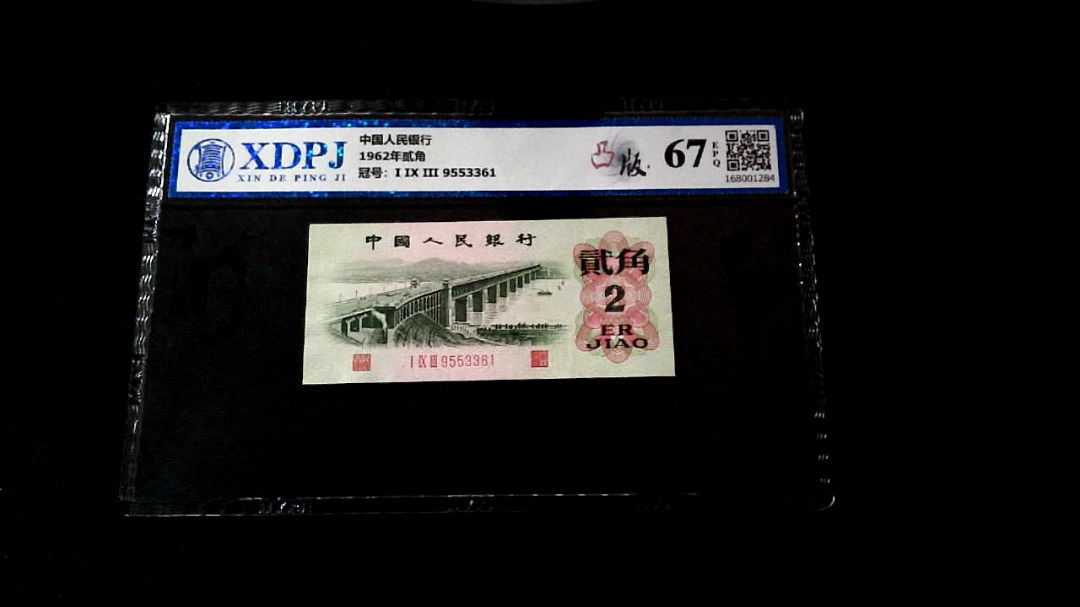 XDPJ
XIN DE PING JI
中国人民银行
1962年贰角
冠号：I IX III 9553361
凸版
67
EPQ
168001284
中國人民銀行
貳角
2
ER
JIAO
I IX III 9553361